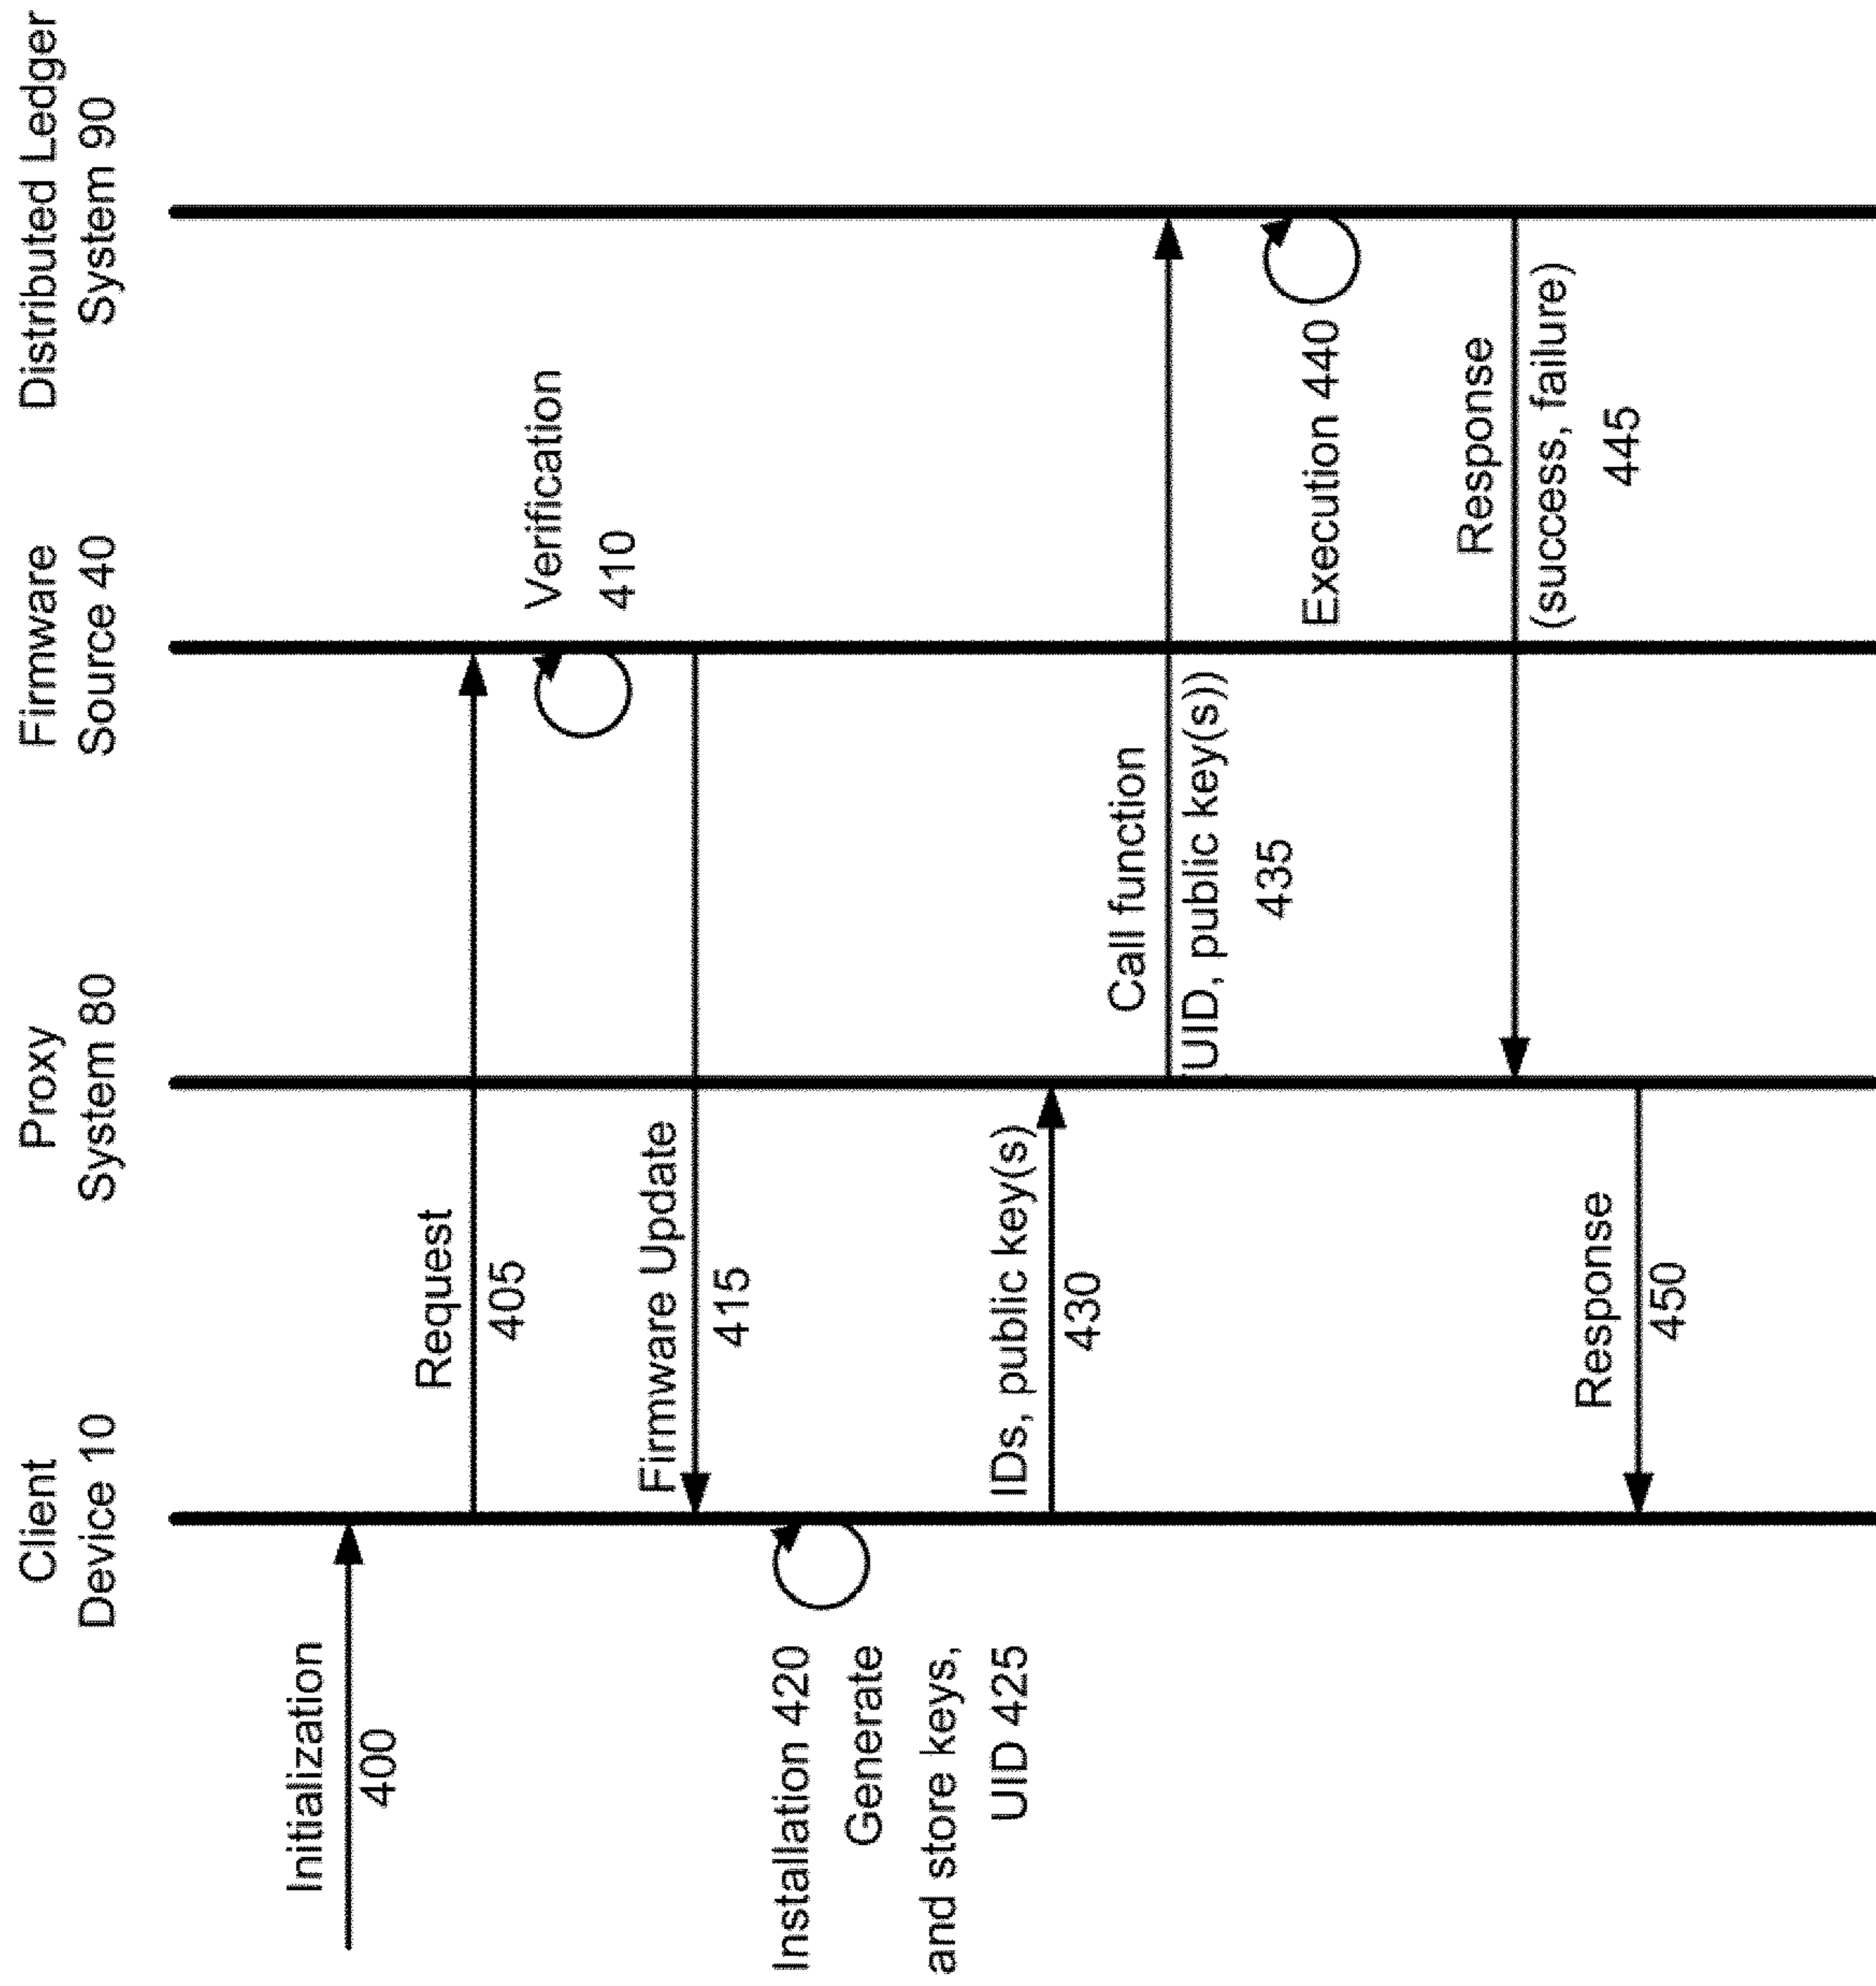 Client
Device 10
Proxy
System 80
Firmware
Source 40
Distributed Ledger
System 90
Initialization
400
Request
405
Verification
410
Firmware Update
415
Installation 420
Generate
and store keys,
UID 425
IDs, public key(s)
430
Call function
(UID, public key(s))
435
Execution 440
Response
(success, failure)
445
Response
450